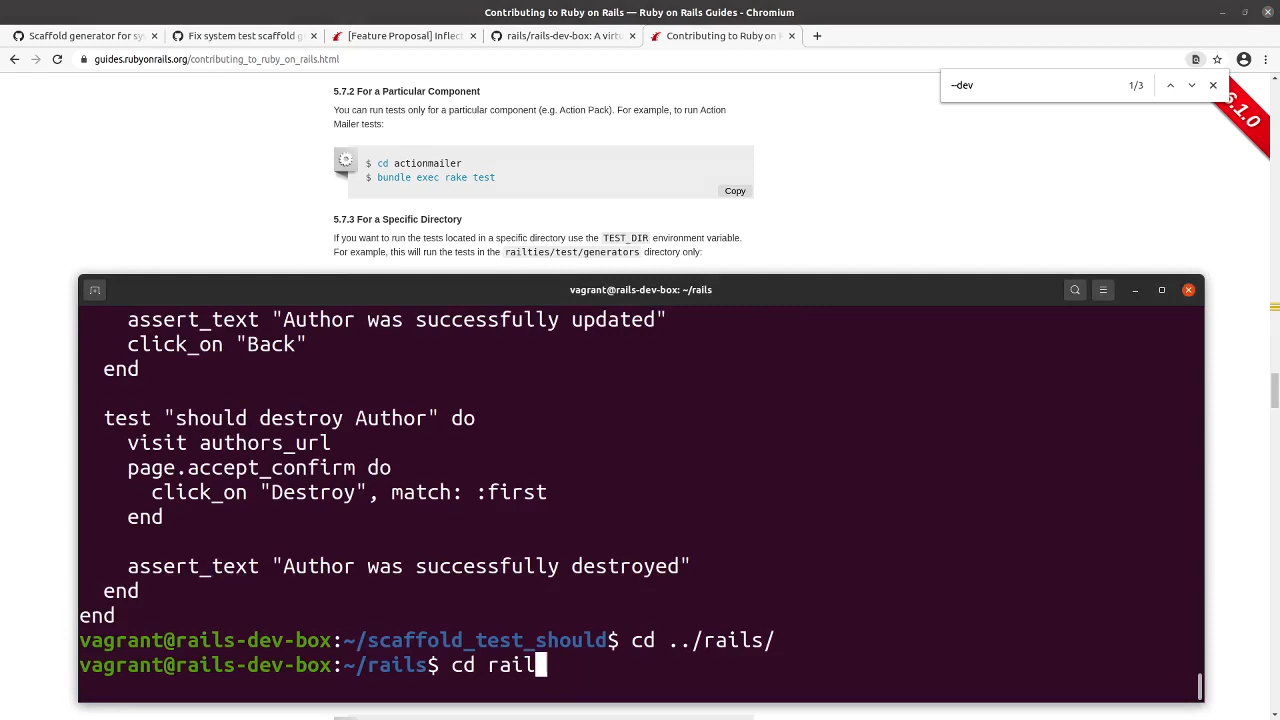 Contributing to Ruby on Rails — Ruby on Rails Guides - Chromium
Scaffold generator for sy
Fix system test scaffold g
[Feature Proposal] Inflect
rails/rails-dev-box: A virtu
Contributing to Ruby on R
guides.rubyonrails.org/contributing_to_ruby_on_rails.html
--dev
1/3
6.1.0
5.7.2 For a Particular Component
You can run tests only for a particular component (e.g. Action Pack). For example, to run Action
Mailer tests:
$ cd actionmailer
$ bundle exec rake test
Copy
5.7.3 For a Specific Directory
If you want to run the tests located in a specific directory use the TEST_DIR environment variable.
For example, this will run the tests in the railties/test/generators directory only:
vagrant@rails-dev-box: ~/rails
assert_text "Author was successfully updated"
click_on "Back"
end
test "should destroy Author" do
visit authors_url
page.accept_confirm do
click_on "Destroy", match: :first
end
assert_text "Author was successfully destroyed"
end
end
vagrant@rails-dev-box:~/scaffold_test_should$ cd ../rails/
vagrant@rails-dev-box:~/rails$ cd rail